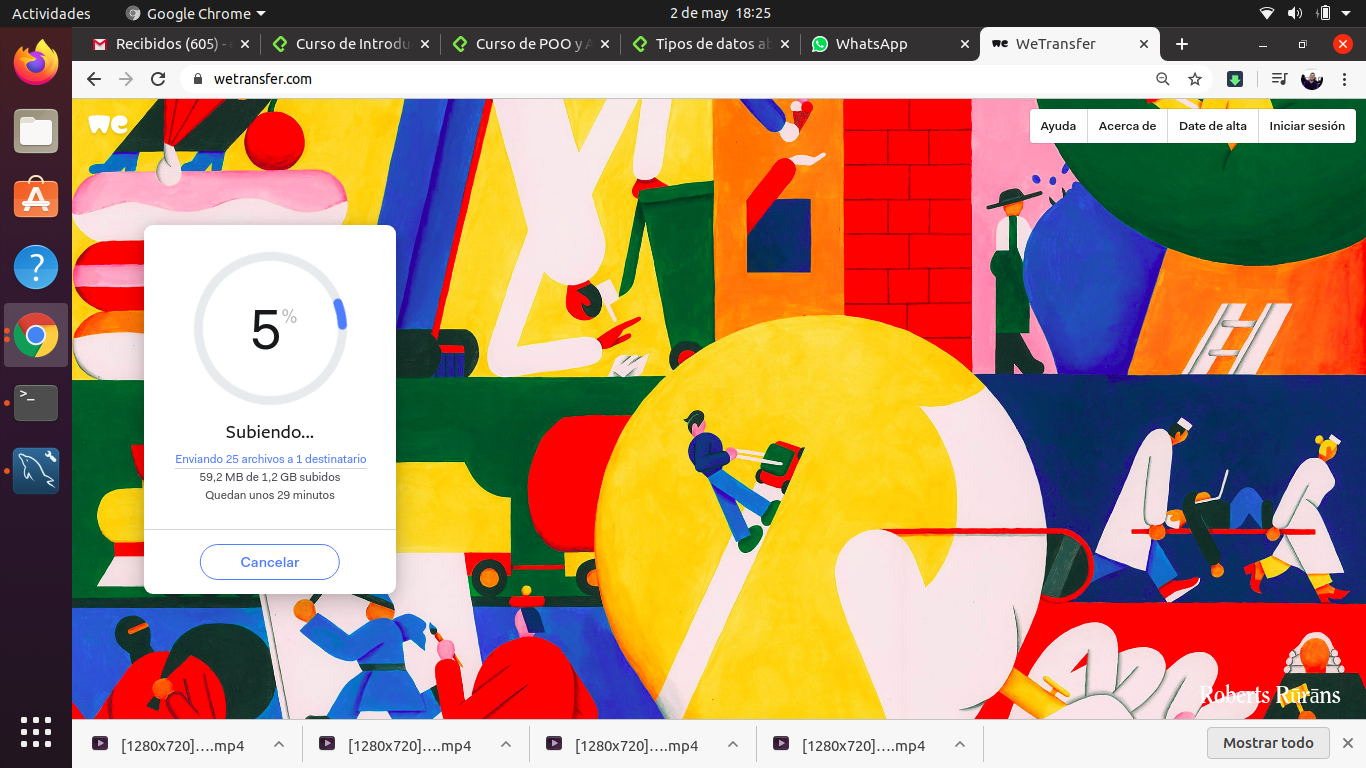 Actividades
Google Chrome
2 de may 18:25
Recibidos (605) -
Curso de Introdu
Curso de POO y A
Tipos de datos ab
WhatsApp
WeTransfer
wetransfer.com
we
Ayuda
Acerca de
Date de alta
Iniciar sesión
5%
Subiendo...
Enviando 25 archivos a 1 destinatario
59,2 MB de 1,2 GB subidos
Quedan unos 29 minutos
Cancelar
Roberts Rūrāns
[1280x720]….mp4
[1280x720]….mp4
[1280x720]….mp4
[1280x720]….mp4
Mostrar todo